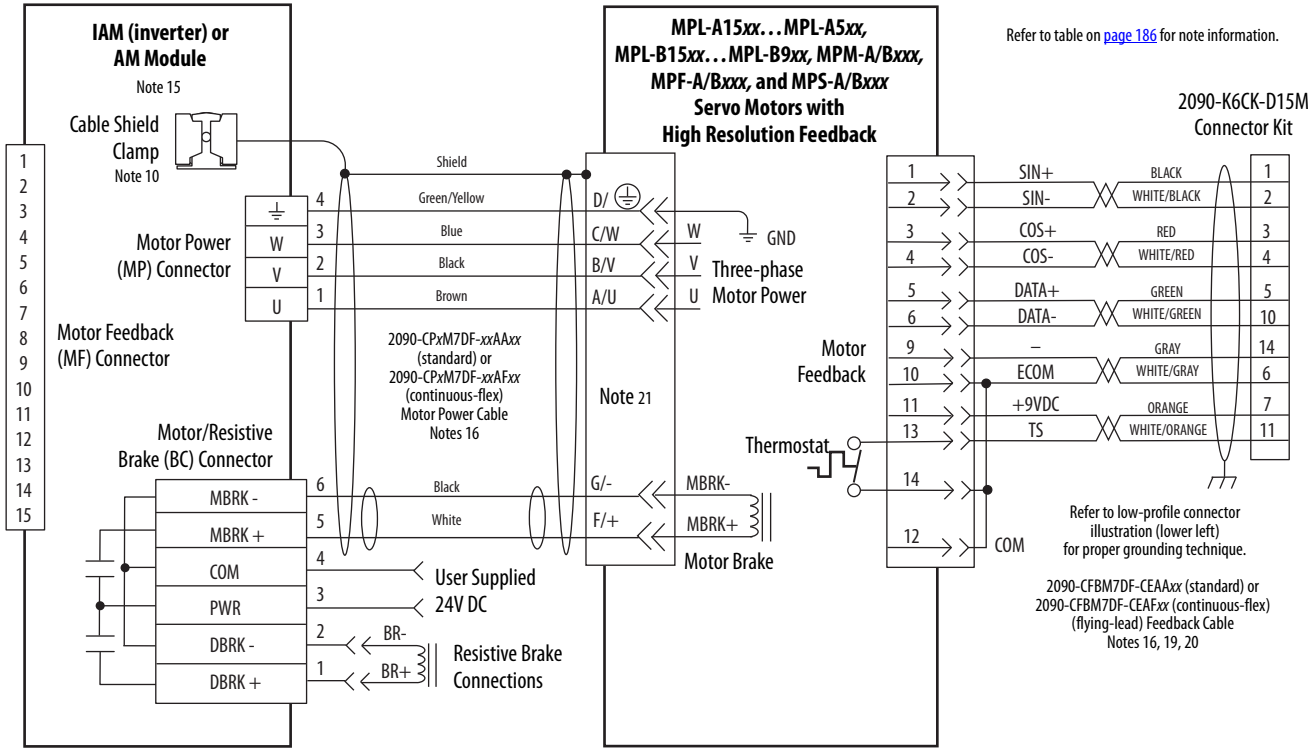 IAM (inverter) or
AM Module
Note 15
Cable Shield
Clamp
Note 10
1
2
3
4
5
6
7
8
9
10
11
12
13
14
15
Motor Power
(MP) Connector
W
V
U
4
3
2
1
Motor Feedback
(MF) Connector
Motor/Resistive
Brake (BC) Connector
MBRK -
MBRK +
COM
PWR
DBRK -
DBRK +
6
5
4
3
2
1
Shield
Green/Yellow
Blue
Black
Brown
2090-CPxM7DF-xxAAxx
(standard) or
2090-CPxM7DF-xxAFxx
(continuous-flex)
Motor Power Cable
Notes 16
Black
White
User Supplied
24V DC
BR-
BR+
Resistive Brake
Connections
MPL-A15xx…MPL-A5xx,
MPL-B15xx…MPL-B9xx, MPM-A/Bxxx,
MPF-A/Bxxx, and MPS-A/Bxxx
Servo Motors with
High Resolution Feedback
D/
C/W
B/V
A/U
W
V
U
GND
Three-phase
Motor Power
Note 21
G/-
F/+
MBRK-
MBRK+
Motor Brake
Motor
Feedback
Thermostat
1
2
3
4
5
6
9
10
11
13
14
12
COM
Refer to table on page 186 for note information.
2090-K6CK-D15M
Connector Kit
SIN+ BLACK 1
SIN- WHITE/BLACK 2
COS+ RED 3
COS- WHITE/RED 4
DATA+ GREEN 5
DATA- WHITE/GREEN 10
– GRAY 14
ECOM WHITE/GRAY 6
+9VDC ORANGE 7
TS WHITE/ORANGE 11
Refer to low-profile connector
illustration (lower left)
for proper grounding technique.
2090-CFBM7DF-CEAAxx (standard) or
2090-CFBM7DF-CEAFxx (continuous-flex)
(flying-lead) Feedback Cable
Notes 16, 19, 20